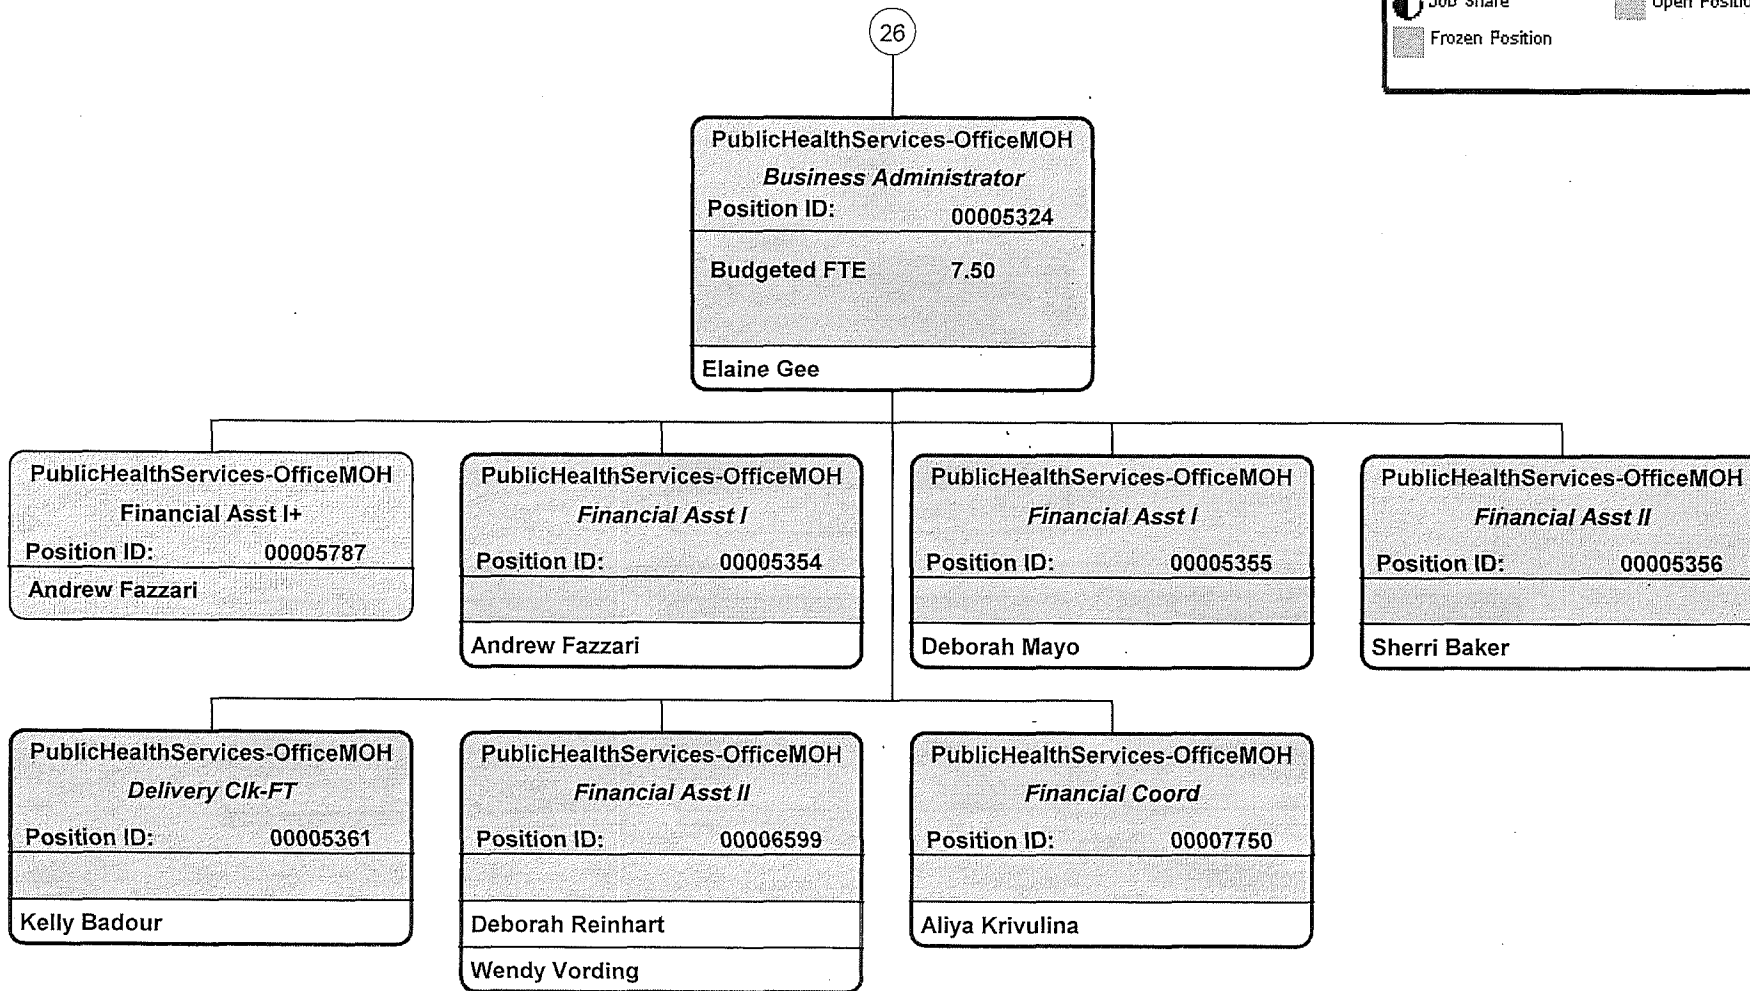 26
Job Share
Open Positio
Frozen Position
PublicHealthServices-OfficeMOH
Business Administrator
Position ID: 00005324
Budgeted FTE 7.50
Elaine Gee
PublicHealthServices-OfficeMOH
Financial Asst I+
Position ID: 00005787
Andrew Fazzari
PublicHealthServices-OfficeMOH
Financial Asst I
Position ID: 00005354
Andrew Fazzari
PublicHealthServices-OfficeMOH
Financial Asst I
Position ID: 00005355
Deborah Mayo
PublicHealthServices-OfficeMOH
Financial Asst II
Position ID: 00005356
Sherri Baker
PublicHealthServices-OfficeMOH
Delivery Clk-FT
Position ID: 00005361
Kelly Badour
PublicHealthServices-OfficeMOH
Financial Asst II
Position ID: 00006599
Deborah Reinhart
Wendy Vording
PublicHealthServices-OfficeMOH
Financial Coord
Position ID: 00007750
Aliya Krivulina